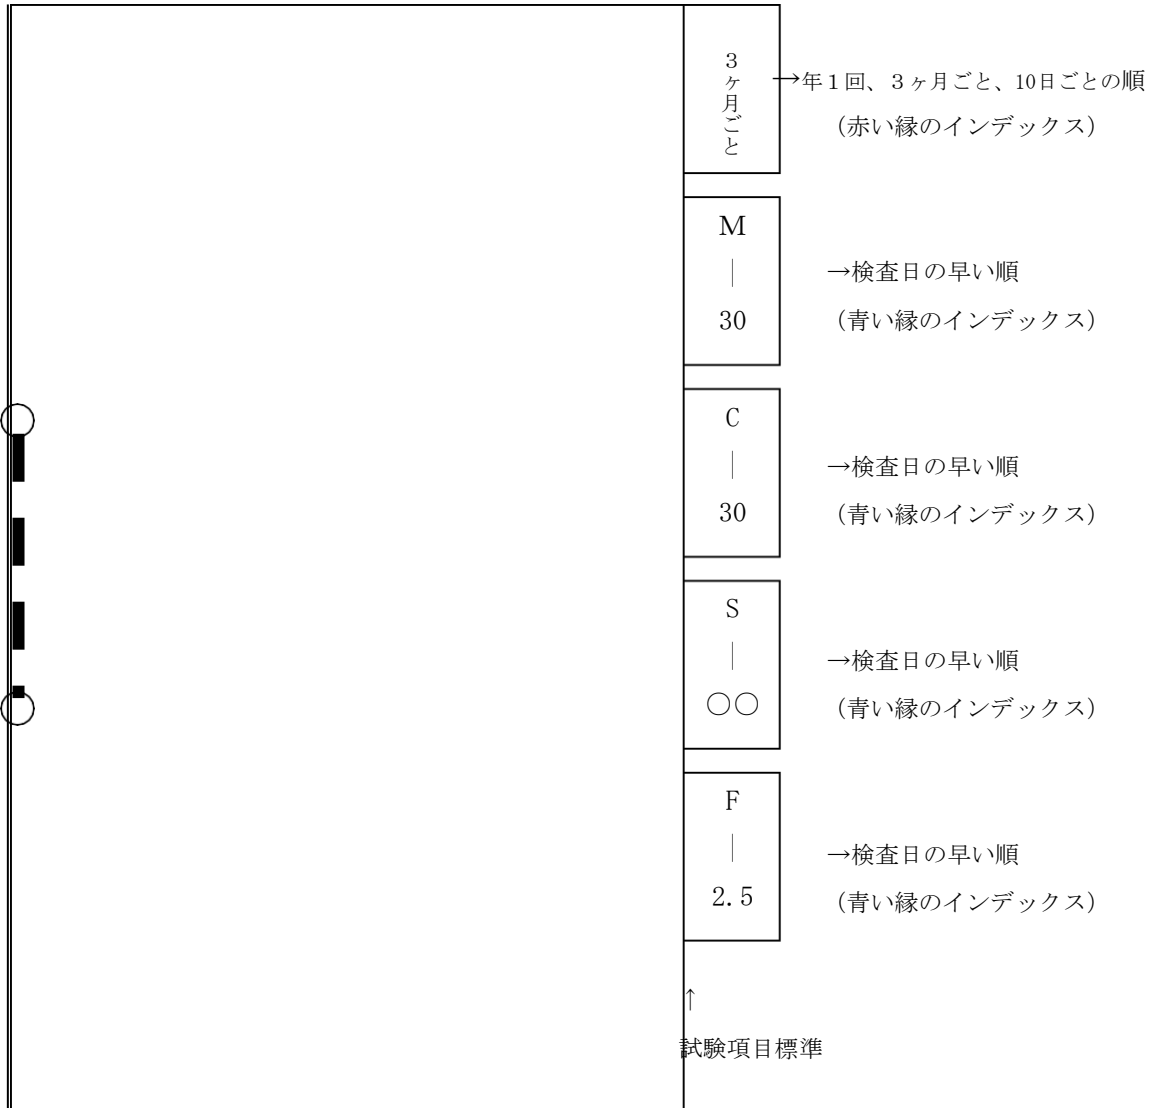 ３ヶ月ごと
→年１回、３ヶ月ごと、10日ごとの順
（赤い縁のインデックス）
M
｜
30
→検査日の早い順
（青い縁のインデックス）
C
｜
30
→検査日の早い順
（青い縁のインデックス）
S
｜
○○
→検査日の早い順
（青い縁のインデックス）
F
｜
2.5
→検査日の早い順
（青い縁のインデックス）
↑
試験項目標準